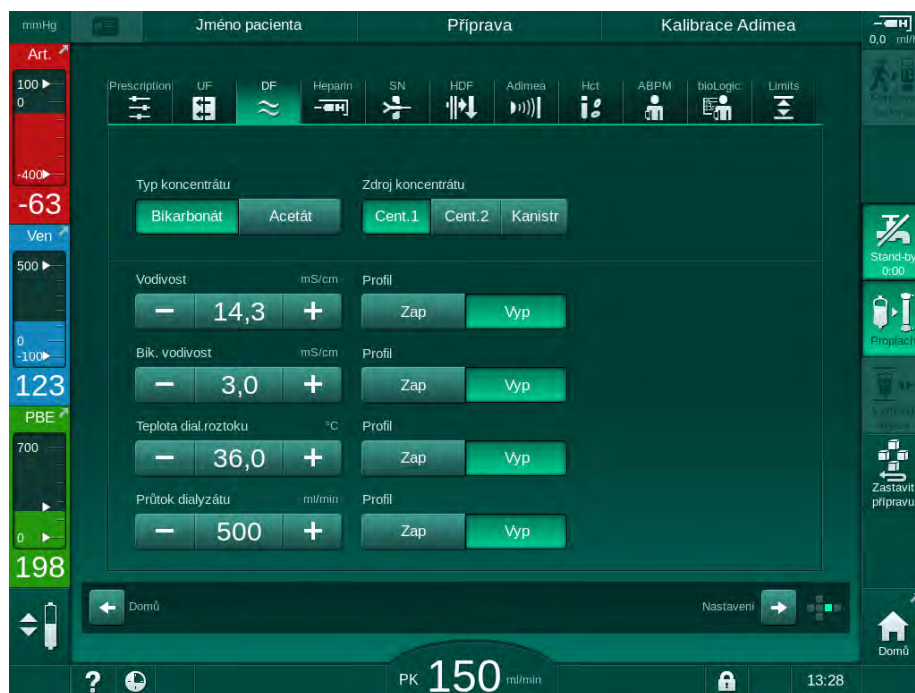 mmHg Jméno pacienta Příprava Kalibrace Adimea
0,0 ml/
Art.
100
0
-400
-63
Ven
500
0
-100
123
PBE
700
0
198
Prescription UF DF Heparin SN HDF Adimea Hct ABPM bioLogic Limits
Typ koncentrátu Zdroj koncentrátu
Bikarbonát Acetát Cent.1 Cent.2 Kanistr
Vodivost mS/cm Profil
− 14,3 + Zap Vyp
Bik. vodivost mS/cm Profil
− 3,0 + Zap Vyp
Teplota dial.roztoku °C Profil
− 36,0 + Zap Vyp
Průtok dialyzátu ml/min Profil
− 500 + Zap Vyp
Domů Nastavení
Stand-by
0:00
Proplach
Zastavit
přípravu
Domů
? PK 150 ml/min 13:28